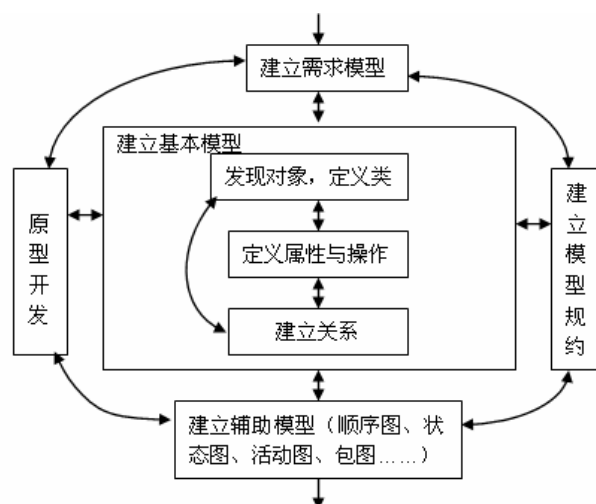 建立需求模型
建立基本模型
发现对象，定义类
定义属性与操作
建立关系
原型开发
建立模型规约
建立辅助模型（顺序图、状
态图、活动图、包图……）